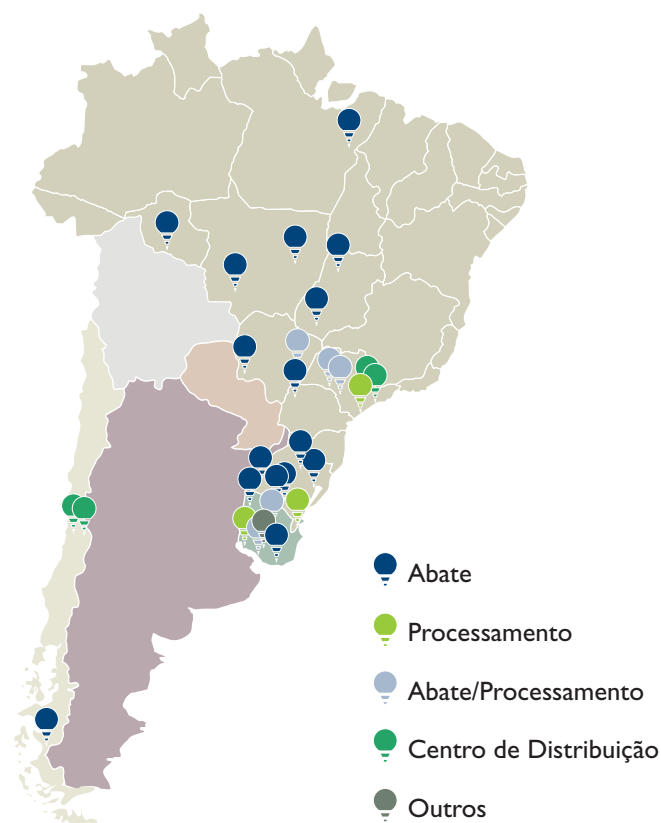 Abate
Processamento
Abate/Processamento
Centro de Distribuição
Outros